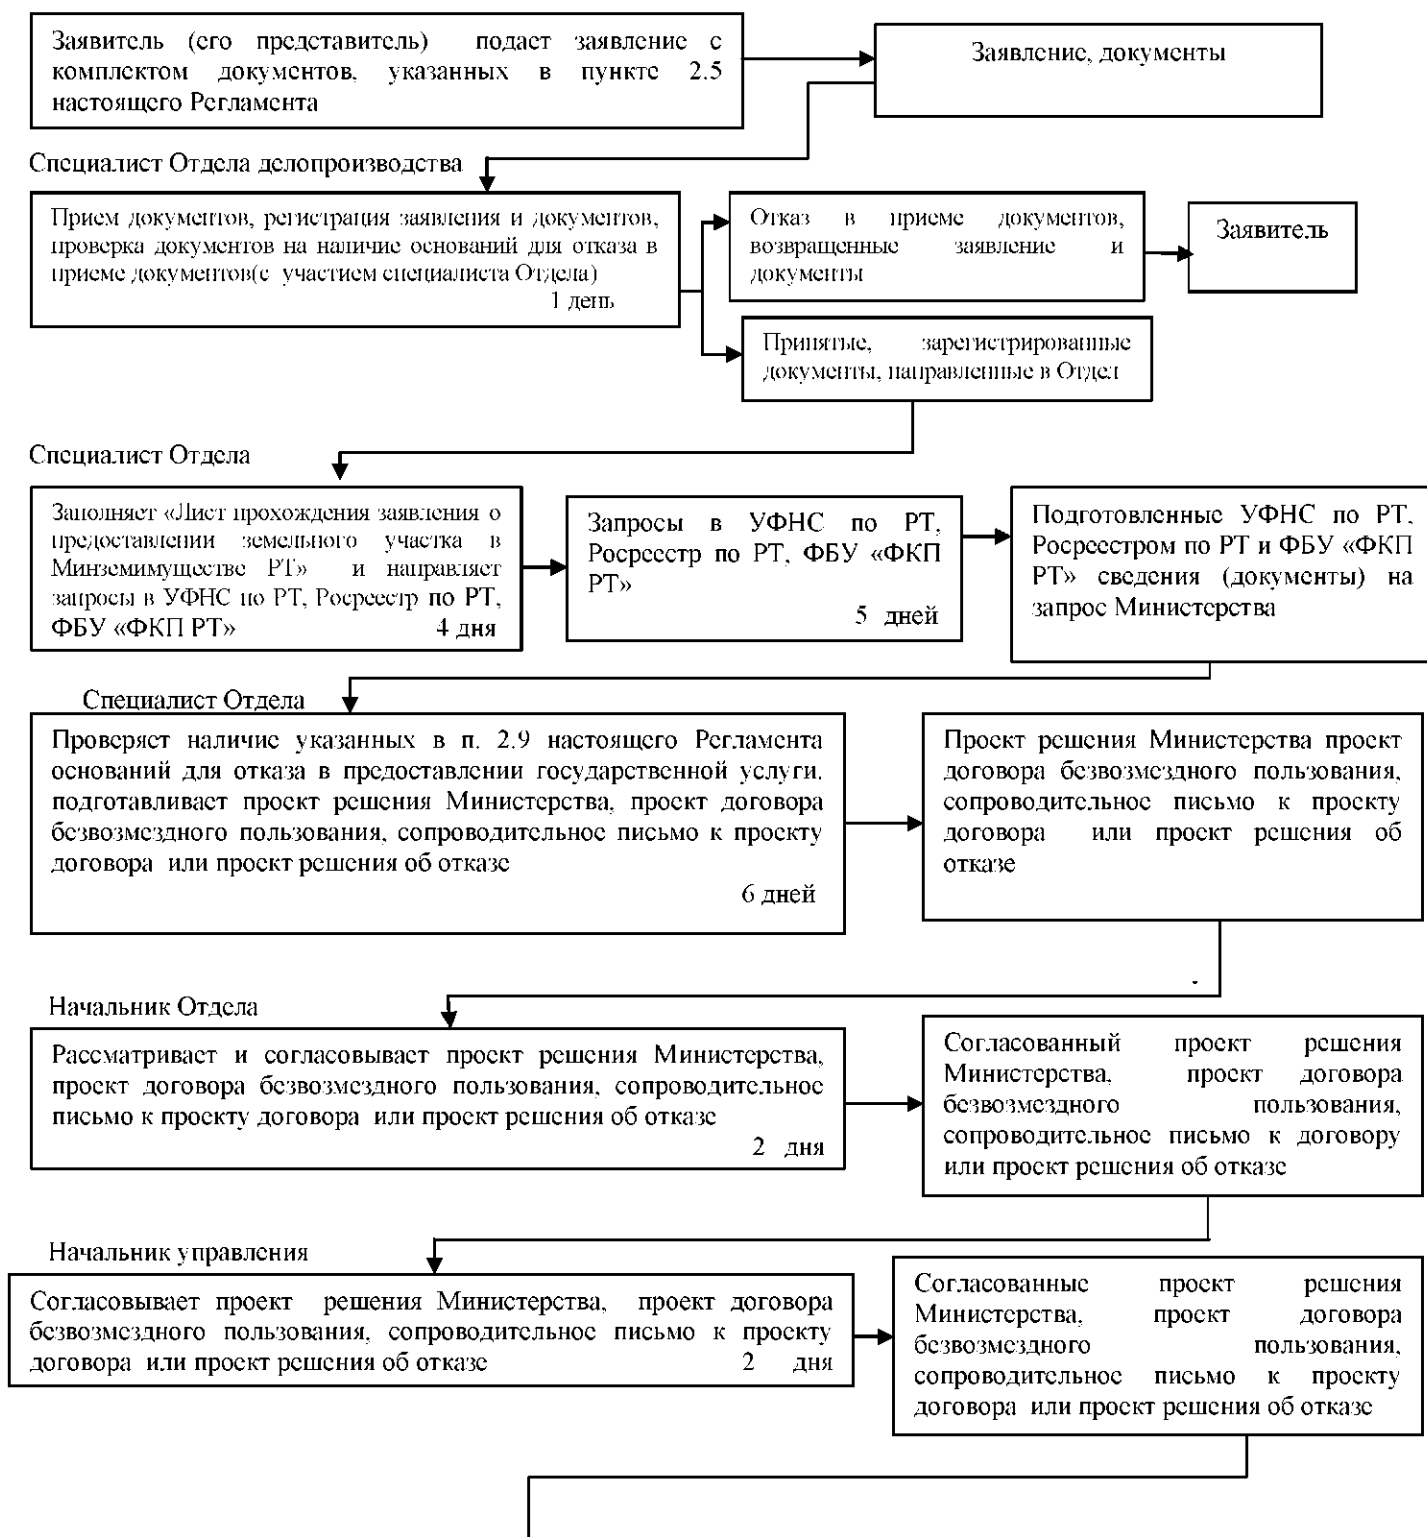 Заявитель (его представитель) подает заявление с
комплектом документов, указанных в пункте 2.5
настоящего Регламента
Заявление, документы
Специалист Отдела делопроизводства
Прием документов, регистрация заявления и документов,
проверка документов на наличие оснований для отказа в
приеме документов(с участием специалиста Отдела)
1 день
Отказ в приеме документов,
возвращенные заявление и
документы
Заявитель
Принятые, зарегистрированные
документы, направленные в Отдел
Специалист Отдела
Заполняет «Лист прохождения заявления о
предоставлении земельного участка в
Минземимуществе РТ» и направляет
запросы в УФНС по РТ, Росреестр по РТ,
ФБУ «ФКП РТ» 4 дня
Запросы в УФНС по РТ,
Росреестр по РТ, ФБУ «ФКП
РТ»
5 дней
Подготовленные УФНС по РТ,
Росреестром по РТ и ФБУ «ФКП
РТ» сведения (документы) на
запрос Министерства
Специалист Отдела
Проверяет наличие указанных в п. 2.9 настоящего Регламента
оснований для отказа в предоставлении государственной услуги,
подготавливает проект решения Министерства, проект договора
безвозмездного пользования, сопроводительное письмо к проекту
договора или проект решения об отказе
6 дней
Проект решения Министерства проект
договора безвозмездного пользования,
сопроводительное письмо к проекту
договора или проект решения об
отказе
Начальник Отдела
Рассматривает и согласовывает проект решения Министерства,
проект договора безвозмездного пользования, сопроводительное
письмо к проекту договора или проект решения об отказе
2 дня
Согласованный проект решения
Министерства, проект договора
безвозмездного пользования,
сопроводительное письмо к договору
или проект решения об отказе
Начальник управления
Согласовывает проект решения Министерства, проект договора
безвозмездного пользования, сопроводительное письмо к проекту
договора или проект решения об отказе 2 дня
Согласованные проект решения
Министерства, проект договора
безвозмездного пользования,
сопроводительное письмо к проекту
договора или проект решения об отказе